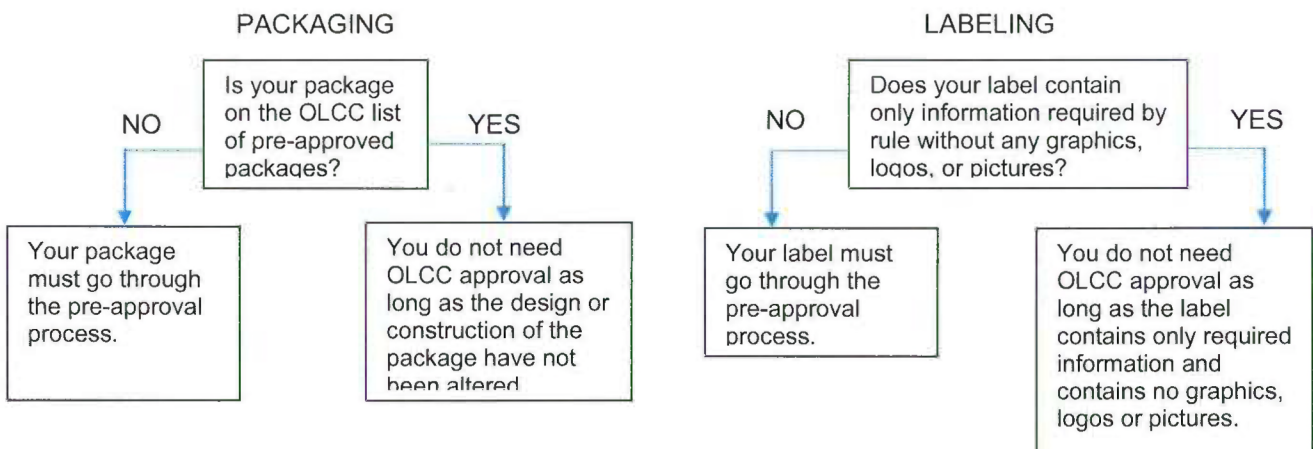 PACKAGING
Is your package
on the OLCC list
of pre-approved
packages?
NO
YES
Your package
must go through
the pre-approval
process.
You do not need
OLCC approval as
long as the design or
construction of the
package have not
been altered
LABELING
Does your label contain
only information required by
rule without any graphics,
logos, or pictures?
NO
YES
Your label must
go through the
pre-approval
process.
You do not need
OLCC approval as
long as the label
contains only required
information and
contains no graphics,
logos or pictures.